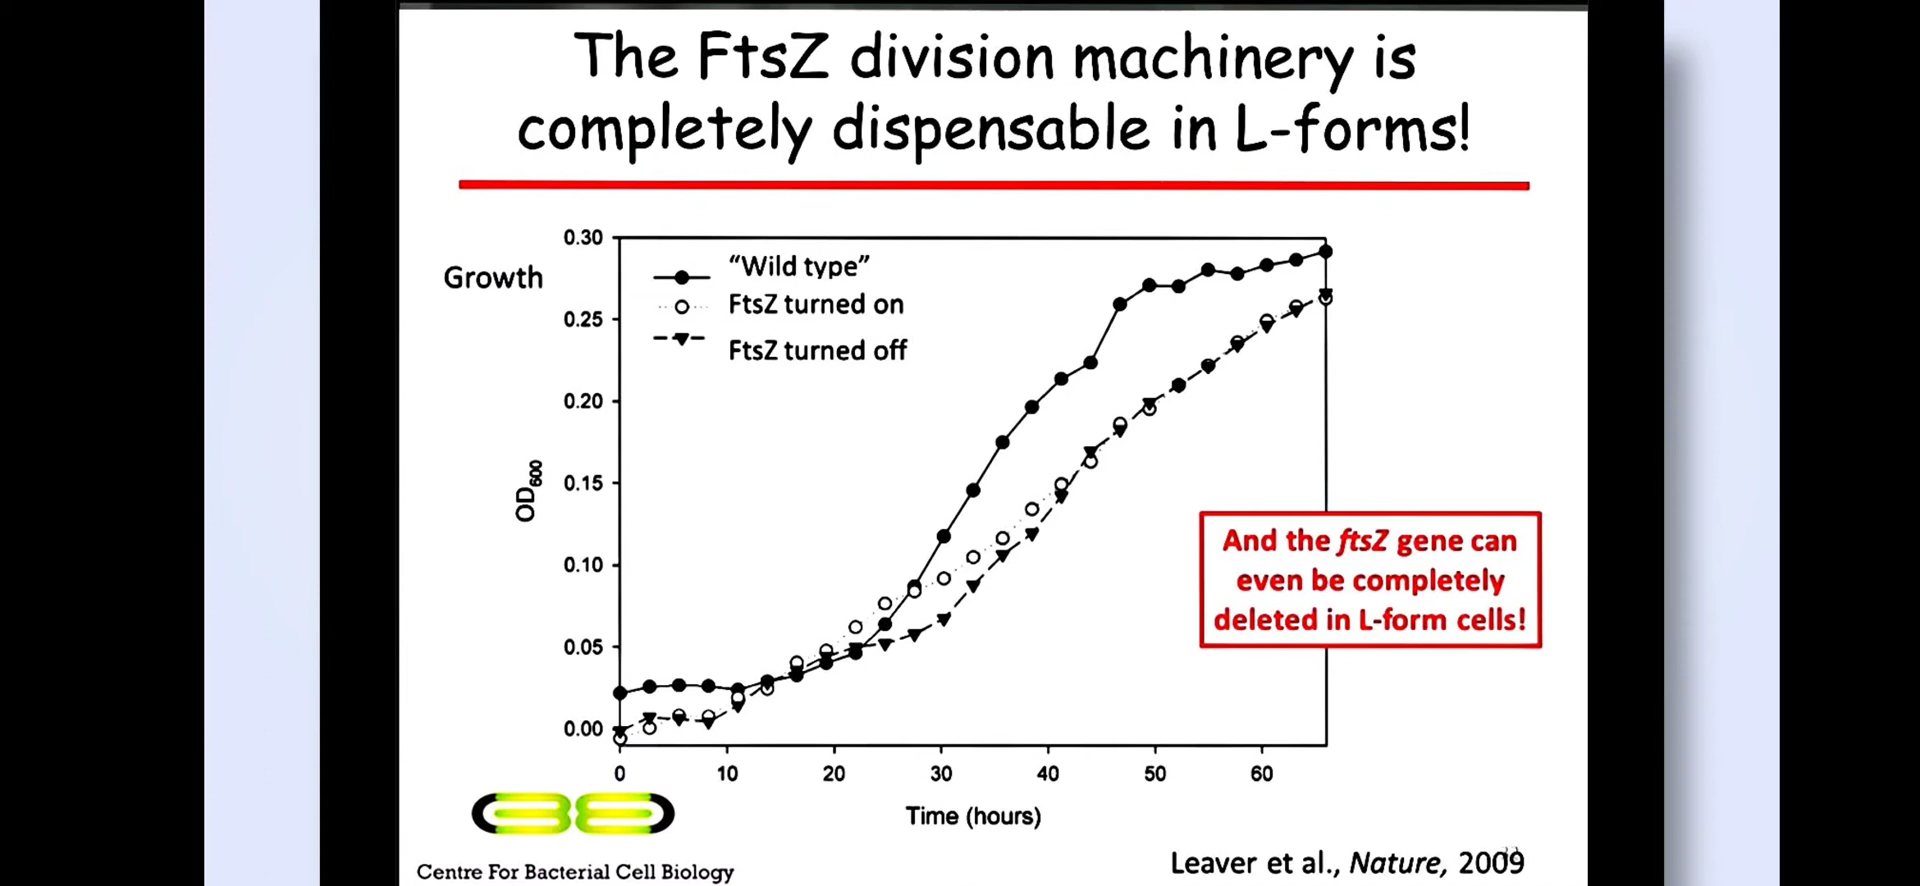 The FtsZ division machinery is
completely dispensable in L-forms!
Growth
"Wild type"
FtsZ turned on
FtsZ turned off
0.30
0.25
0.20
0.15
0.10
0.05
0.00
OD600
0 10 20 30 40 50 60
Time (hours)
And the ftsZ gene can
even be completely
deleted in L-form cells!
Centre For Bacterial Cell Biology
Leaver et al., Nature, 2009